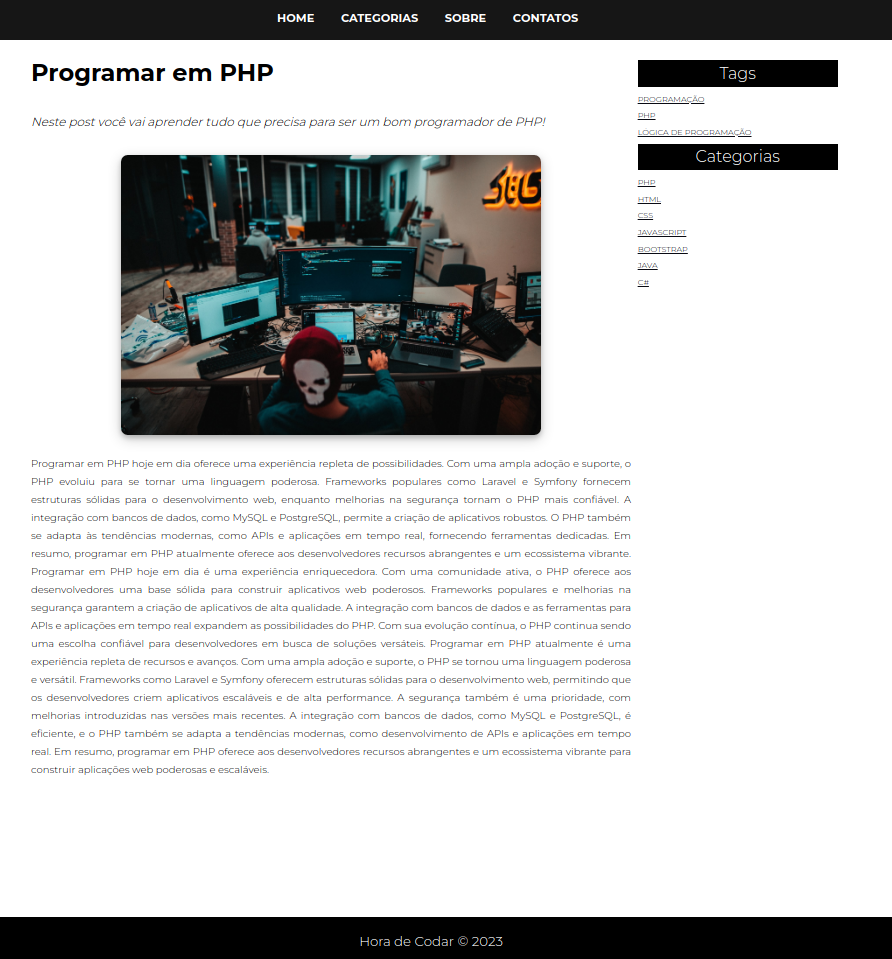 HOME CATEGORIAS SOBRE CONTATOS
Programar em PHP
Neste post você vai aprender tudo que precisa para ser um bom programador de PHP!
Programar em PHP hoje em dia oferece uma experiência repleta de possibilidades. Com uma ampla adoção e suporte, o
PHP evoluiu para se tornar uma linguagem poderosa. Frameworks populares como Laravel e Symfony fornecem
estruturas sólidas para o desenvolvimento web, enquanto melhorias na segurança tornam o PHP mais confiável. A
integração com bancos de dados, como MySQL e PostgreSQL, permite a criação de aplicativos robustos. O PHP também
se adapta às tendências modernas, como APIs e aplicações em tempo real, fornecendo ferramentas dedicadas. Em
resumo, programar em PHP atualmente oferece aos desenvolvedores recursos abrangentes e um ecossistema vibrante.
Programar em PHP hoje em dia é uma experiência enriquecedora. Com uma comunidade ativa, o PHP oferece aos
desenvolvedores uma base sólida para construir aplicativos web poderosos. Frameworks populares e melhorias na
segurança garantem a criação de aplicativos de alta qualidade. A integração com bancos de dados e as ferramentas para
APIs e aplicações em tempo real expandem as possibilidades do PHP. Com sua evolução contínua, o PHP continua sendo
uma escolha confiável para desenvolvedores em busca de soluções versáteis. Programar em PHP atualmente é uma
experiência repleta de recursos e avanços. Com uma ampla adoção e suporte, o PHP se tornou uma linguagem poderosa
e versátil. Frameworks como Laravel e Symfony oferecem estruturas sólidas para o desenvolvimento web, permitindo que
os desenvolvedores criem aplicativos escaláveis e de alta performance. A segurança também é uma prioridade, com
melhorias introduzidas nas versões mais recentes. A integração com bancos de dados, como MySQL e PostgreSQL, é
eficiente, e o PHP também se adapta a tendências modernas, como desenvolvimento de APIs e aplicações em tempo
real. Em resumo, programar em PHP oferece aos desenvolvedores recursos abrangentes e um ecossistema vibrante para
construir aplicações web poderosas e escaláveis.
Tags
PROGRAMAÇÃO
PHP
LÓGICA DE PROGRAMAÇÃO
Categorias
PHP
HTML
CSS
JAVASCRIPT
BOOTSTRAP
JAVA
C#
Hora de Codar © 2023